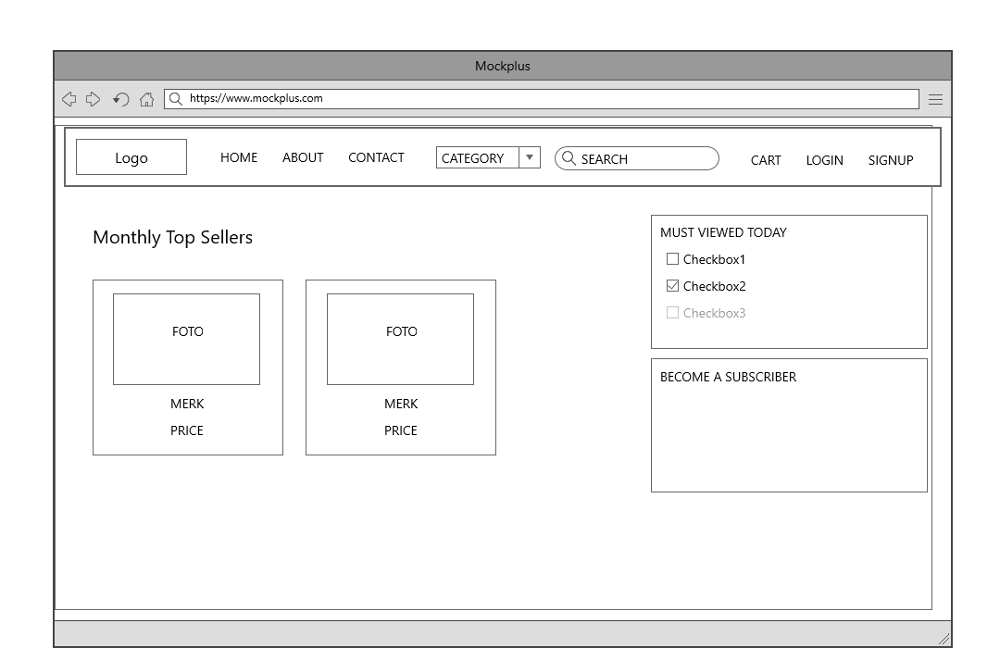 Mockplus
https://www.mockplus.com
Logo HOME ABOUT CONTACT CATEGORY SEARCH CART LOGIN SIGNUP
Monthly Top Sellers
FOTO
MERK
PRICE
FOTO
MERK
PRICE
MUST VIEWED TODAY
Checkbox1
Checkbox2
Checkbox3
BECOME A SUBSCRIBER